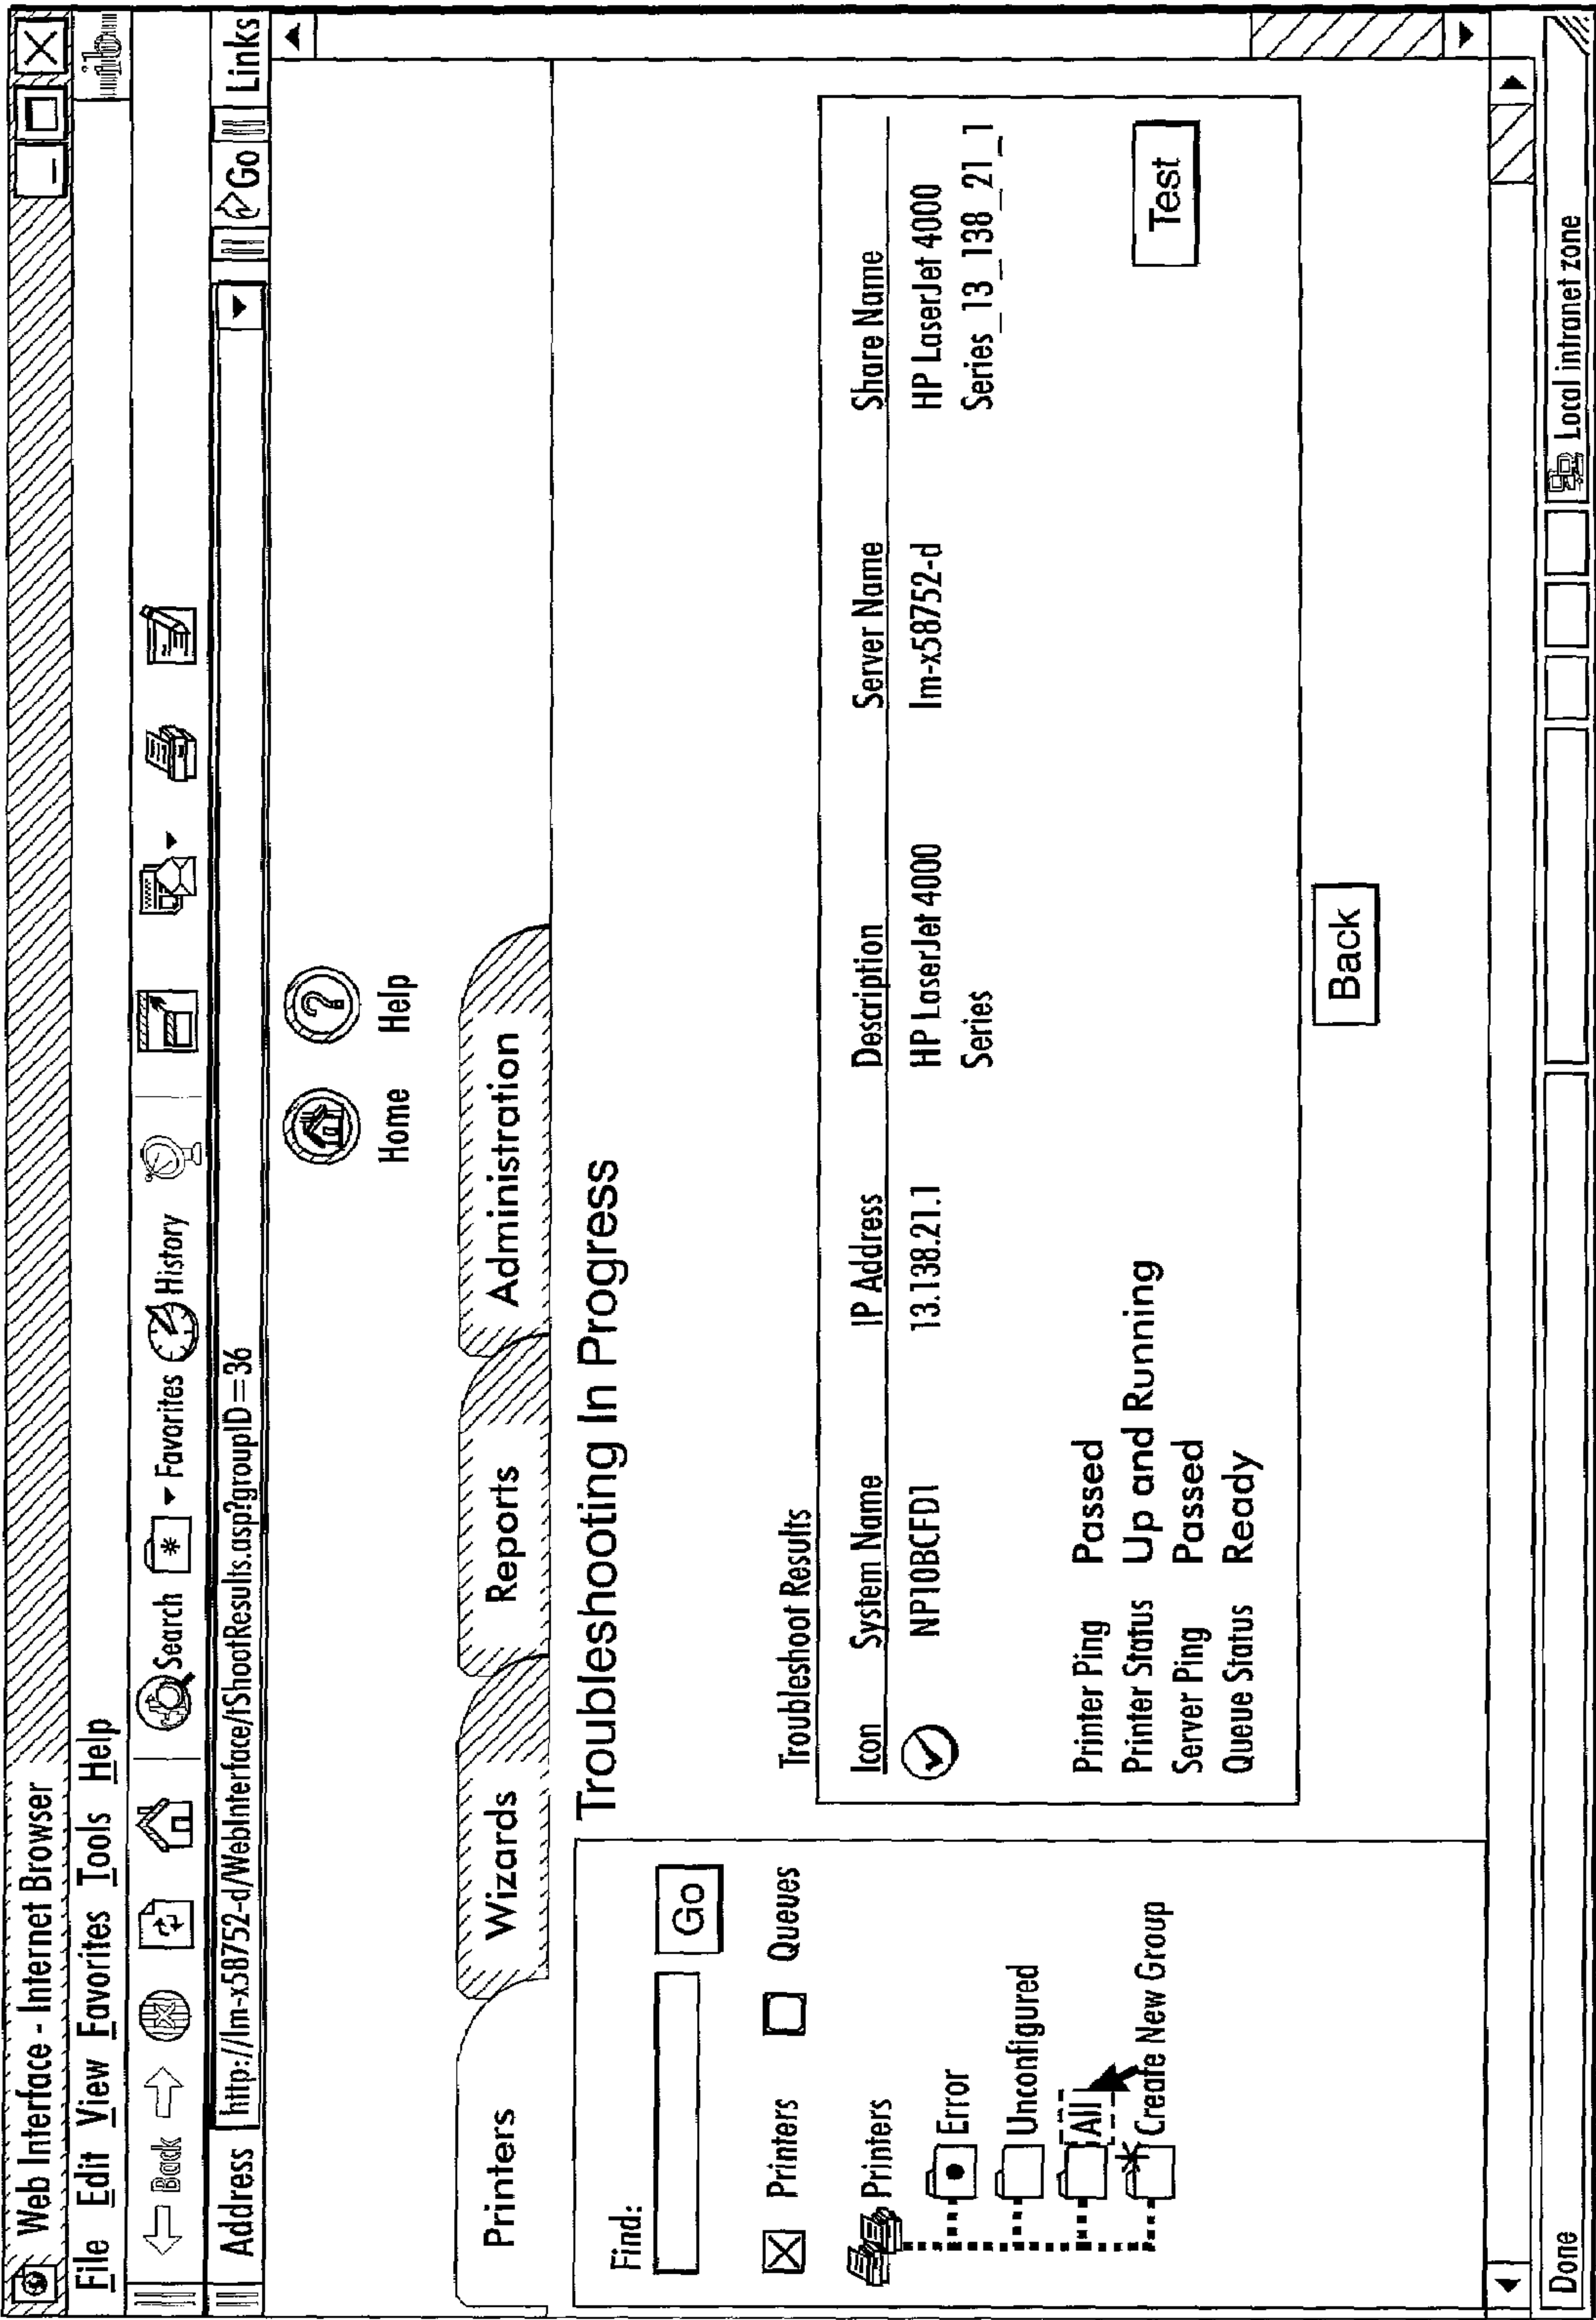 Web Interface - Internet Browser
File Edit View Favorites Tools Help
Back Search Favorites History
Address http://lm-x58752-d/WebInterface/tShootResults.asp?groupID=36 Go Links
Home Help
Printers Wizards Reports Administration
Find:
Go
Printers Queues
Printers
Error
Unconfigured
All
Create New Group
Troubleshooting In Progress
Troubleshoot Results
Icon System Name IP Address Description Server Name Share Name
NP10BCFD1 13.138.21.1 HP LaserJet 4000 lm-x58752-d HP LaserJet 4000
Series Series_13_138_21_1
Printer Ping Passed
Printer Status Up and Running
Server Ping Passed
Queue Status Ready
Test
Back
Done Local intranet zone